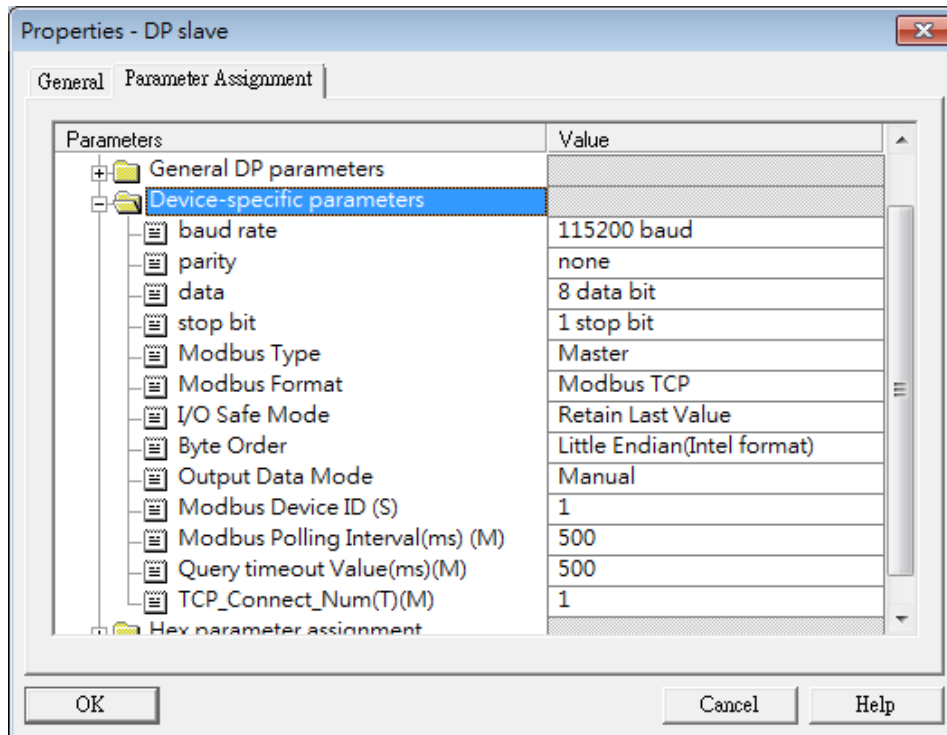 Properties - DP slave
General Parameter Assignment
Parameters Value
General DP parameters
Device-specific parameters
baud rate 115200 baud
parity none
data 8 data bit
stop bit 1 stop bit
Modbus Type Master
Modbus Format Modbus TCP
I/O Safe Mode Retain Last Value
Byte Order Little Endian(Intel format)
Output Data Mode Manual
Modbus Device ID (S) 1
Modbus Polling Interval(ms) (M) 500
Query timeout Value(ms)(M) 500
TCP_Connect_Num(T)(M) 1
Hex parameter assignment
OK Cancel Help